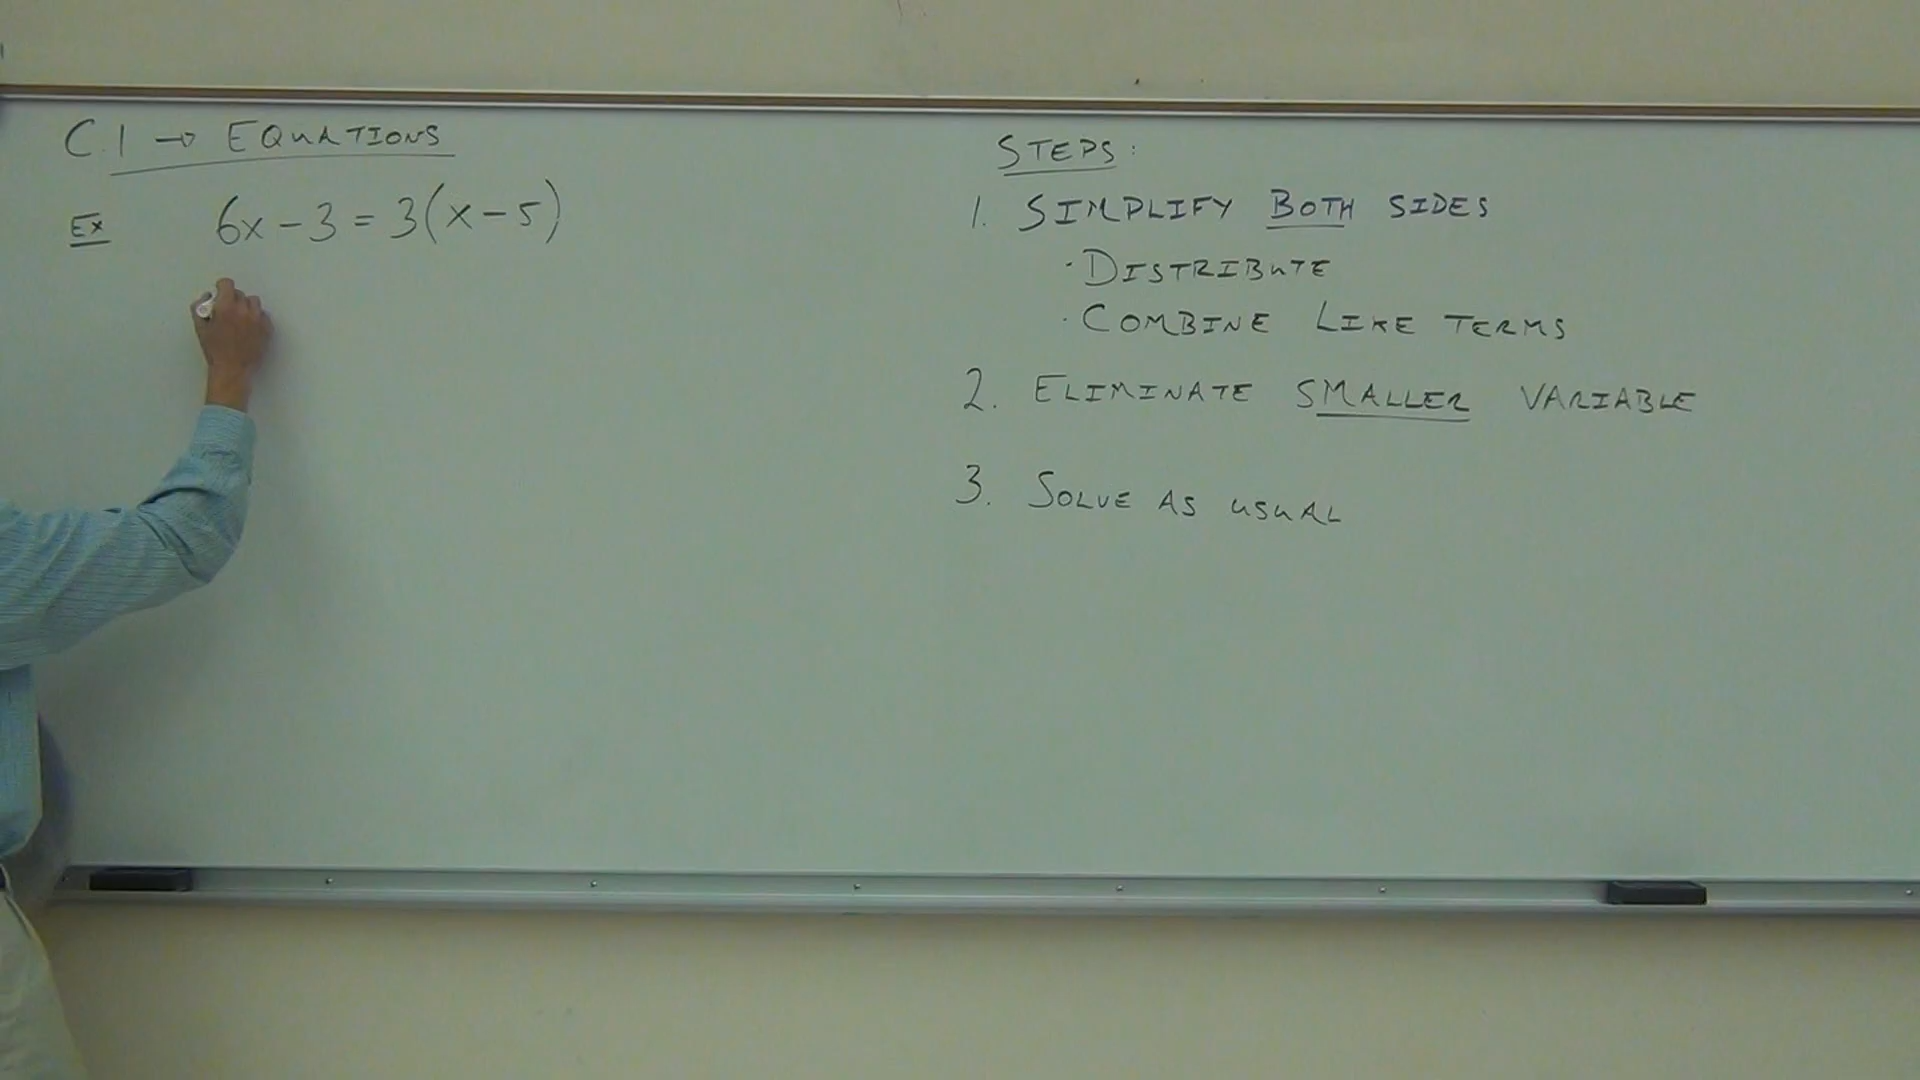 C.1 → EQUATIONS
Ex 6x - 3 = 3(x - 5)
STEPS:
1. SIMPLIFY BOTH SIDES
· DISTRIBUTE
· COMBINE LIKE TERMS
2. ELIMINATE SMALLER VARIABLE
3. SOLVE AS USUAL